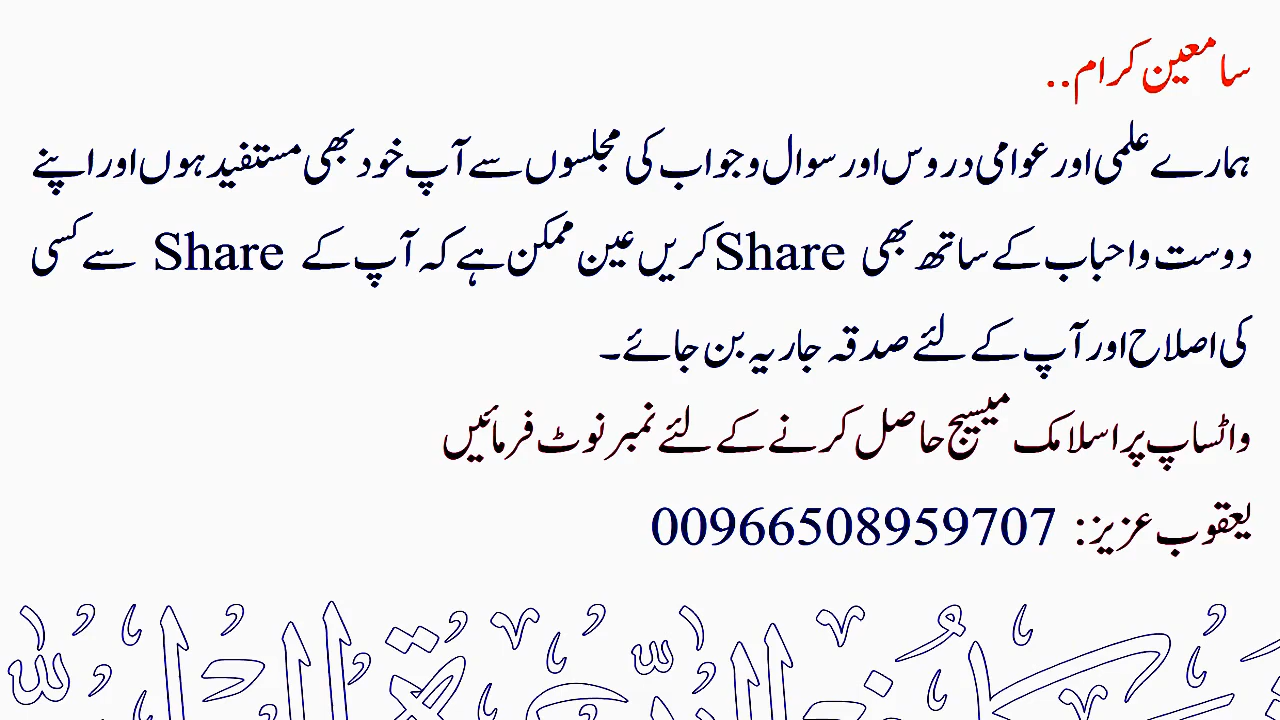 سامعین کرام..
ہمارے علمی اور عوامی دروس اور سوال وجواب کی مجلسوں سے آپ خود بھی مستفید ہوں اور اپنے
دوست واحباب کے ساتھ بھی Share کریں عین ممکن ہے کہ آپ کے Share سے کسی
کی اصلاح اور آپ کے لئے صدقہ جاریہ بن جائے۔
واٹساپ پر اسلامک میسیج حاصل کرنے کے لئے نمبر نوٹ فرمائیں
یعقوب عزیز: 00966508959707